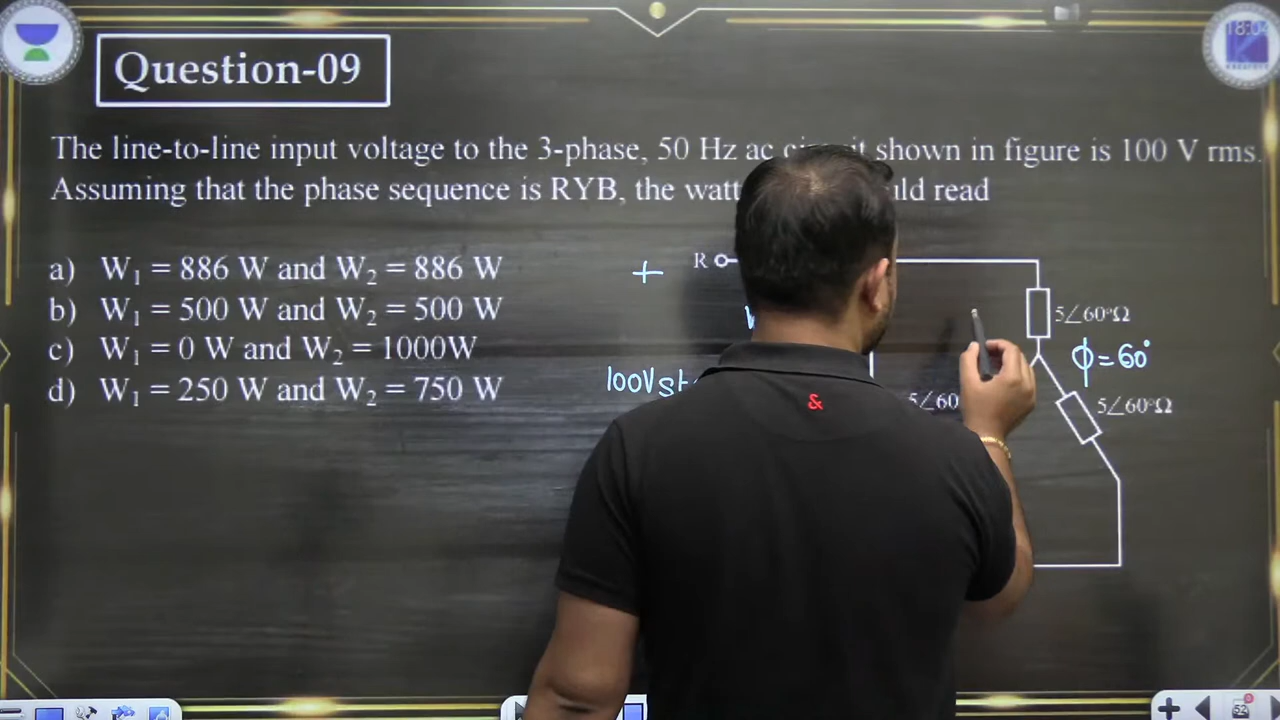 18:04
Question-09
The line-to-line input voltage to the 3-phase, 50 Hz ac shown in figure is 100 V rms.
Assuming that the phase sequence is RYB, the read
a) W₁ = 886 W and W₂ = 886 W
b) W₁ = 500 W and W₂ = 500 W
c) W₁ = 0 W and W₂ = 1000W
d) W₁ = 250 W and W₂ = 750 W
+ R
5∠60°Ω
ϕ=60°
100V
5∠60
5∠60°Ω
&
52